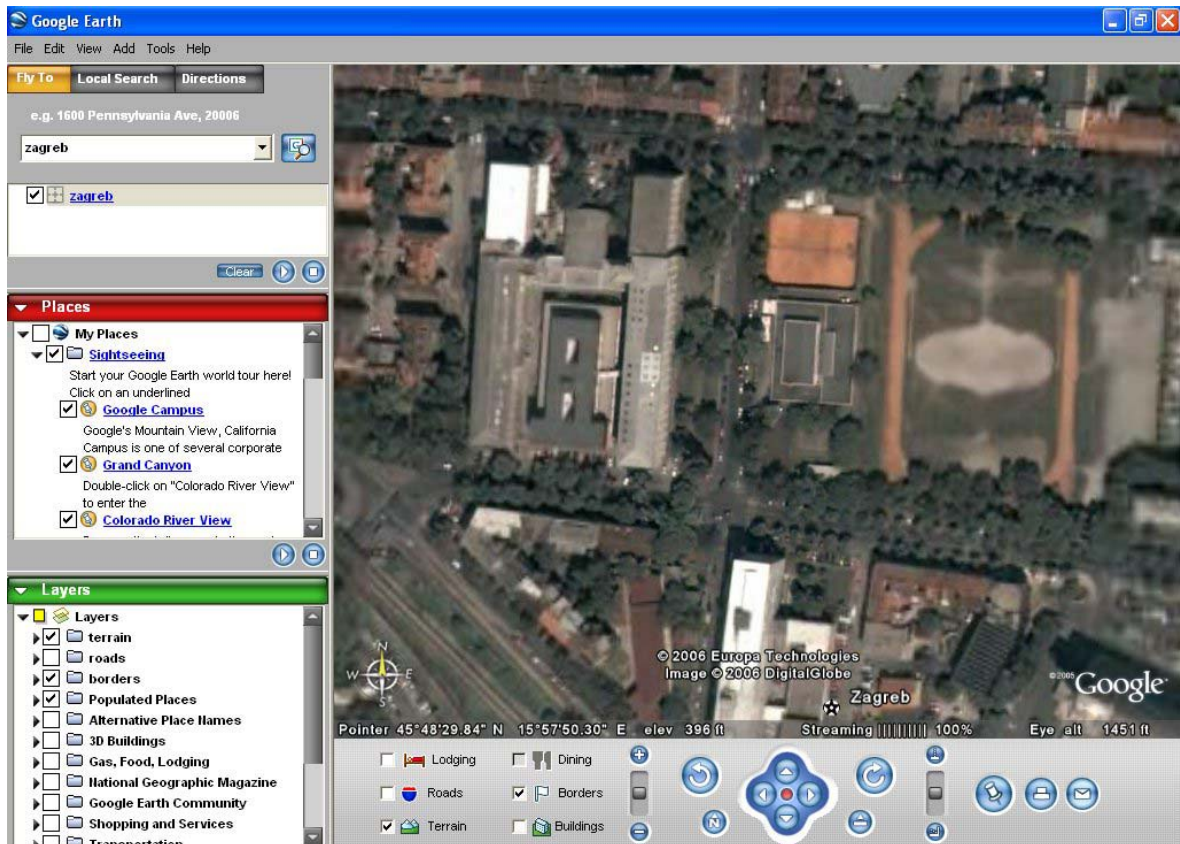 Google Earth
File Edit View Add Tools Help
Fly To Local Search Directions
e.g. 1600 Pennsylvania Ave, 20006
zagreb
zagreb
Clear
Places
My Places
Sightseeing
Start your Google Earth world tour here!
Click on an underlined
Google Campus
Google's Mountain View, California
Campus is one of several corporate
Grand Canyon
Double-click on "Colorado River View"
to enter the
Colorado River View
Layers
Layers
terrain
roads
borders
Populated Places
Alternative Place Names
3D Buildings
Gas, Food, Lodging
National Geographic Magazine
Google Earth Community
Shopping and Services
Transportation
N
W E
S
© 2006 Europa Technologies
Image © 2006 DigitalGlobe
Zagreb
©2005 Google
Pointer 45°48'29.84" N 15°57'50.30" E elev 396 ft Streaming |||||||||| 100% Eye alt 1451 ft
Lodging Dining
Roads Borders
Terrain Buildings
N